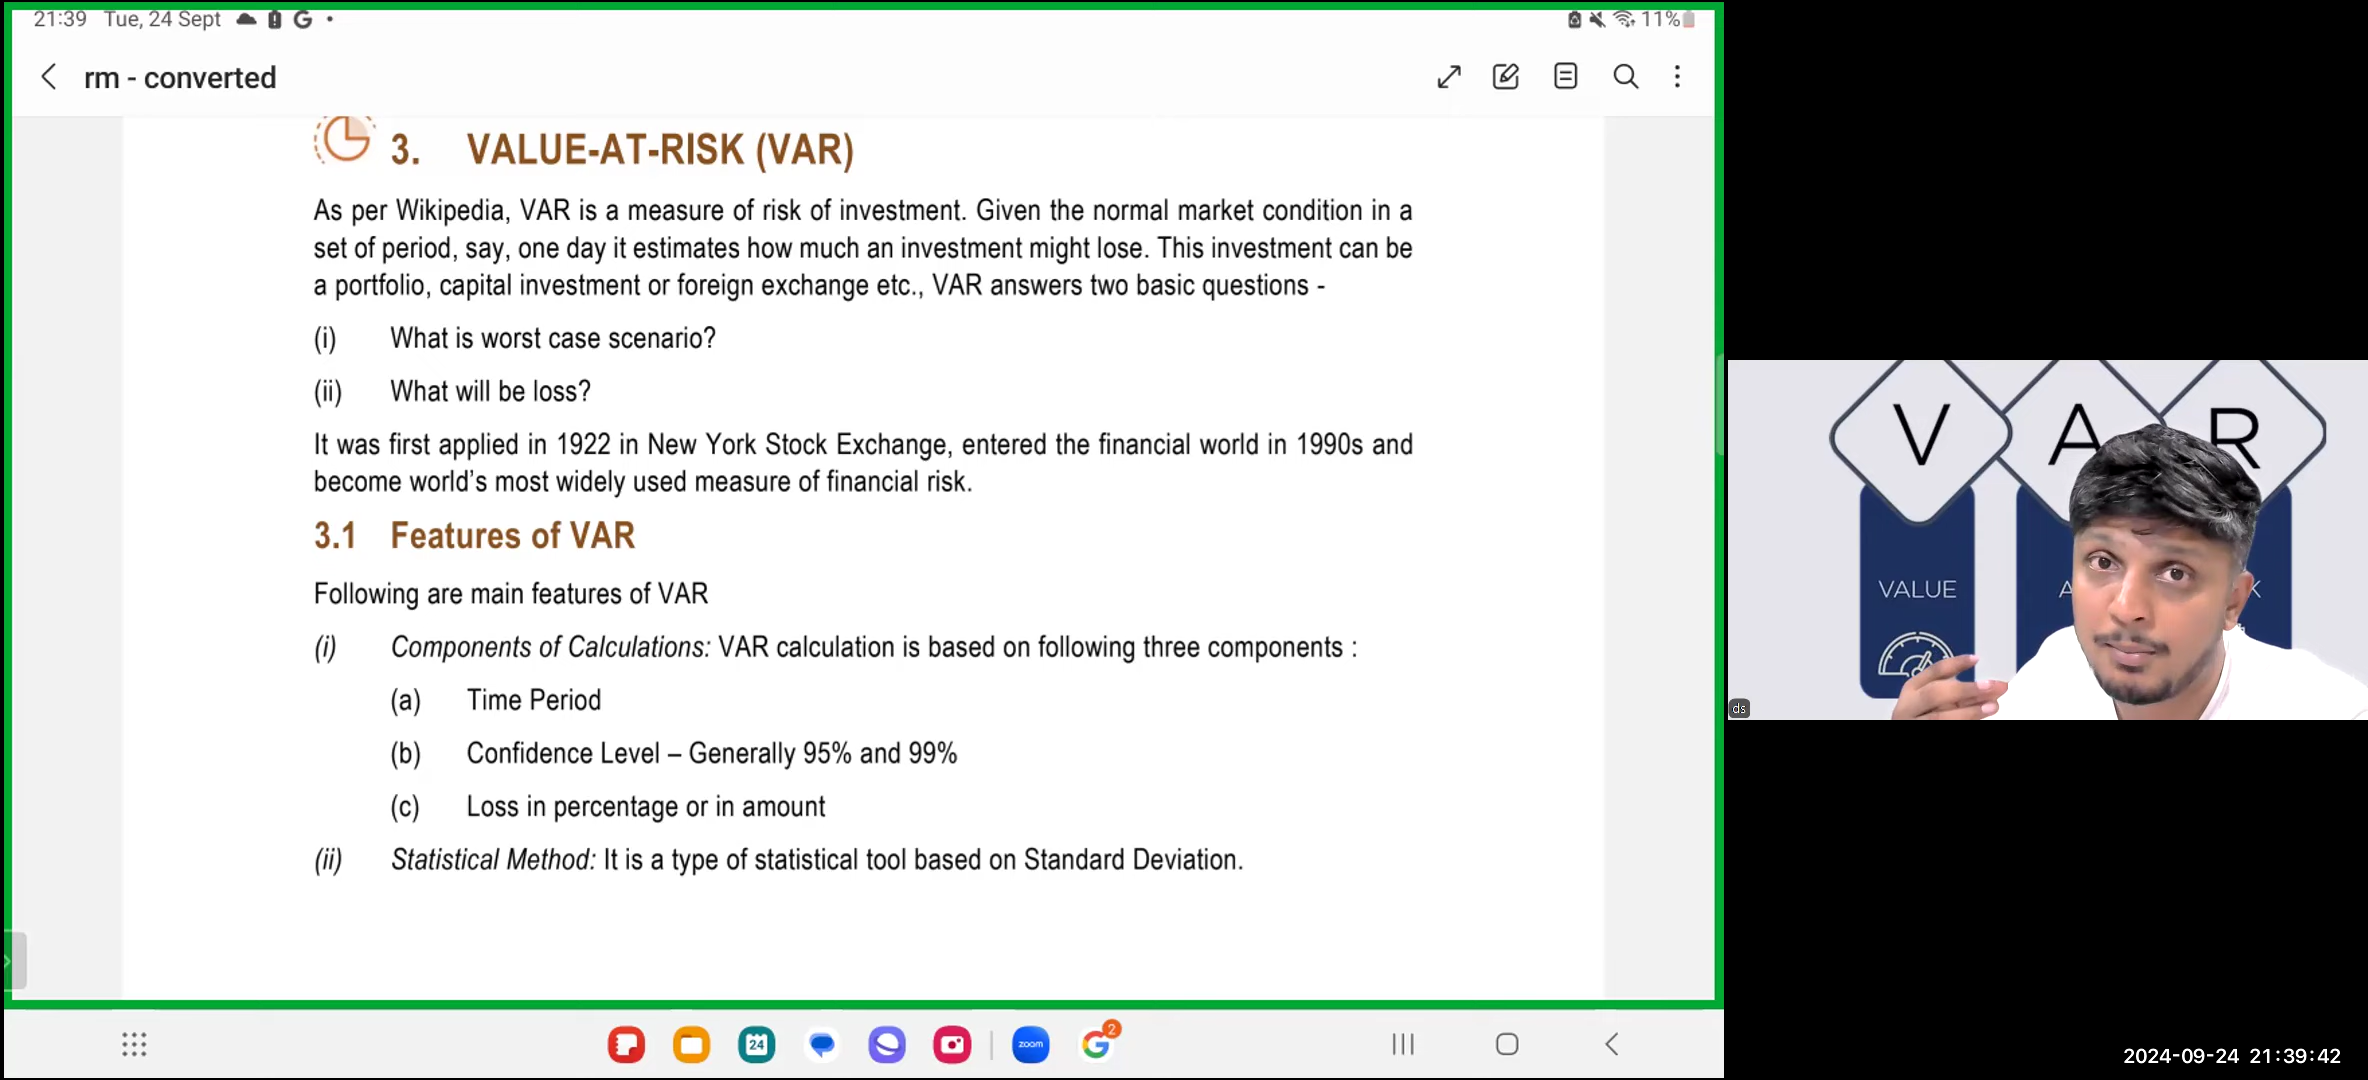 21:39 Tue, 24 Sept G •
11%
rm - converted
3. VALUE-AT-RISK (VAR)
As per Wikipedia, VAR is a measure of risk of investment. Given the normal market condition in a
set of period, say, one day it estimates how much an investment might lose. This investment can be
a portfolio, capital investment or foreign exchange etc., VAR answers two basic questions -
(i) What is worst case scenario?
(ii) What will be loss?
It was first applied in 1922 in New York Stock Exchange, entered the financial world in 1990s and
become world’s most widely used measure of financial risk.
3.1 Features of VAR
Following are main features of VAR
(i) Components of Calculations: VAR calculation is based on following three components :
(a) Time Period
(b) Confidence Level – Generally 95% and 99%
(c) Loss in percentage or in amount
(ii) Statistical Method: It is a type of statistical tool based on Standard Deviation.
24
zoom
G 2
V A R
VALUE A K
ds
2024-09-24 21:39:42